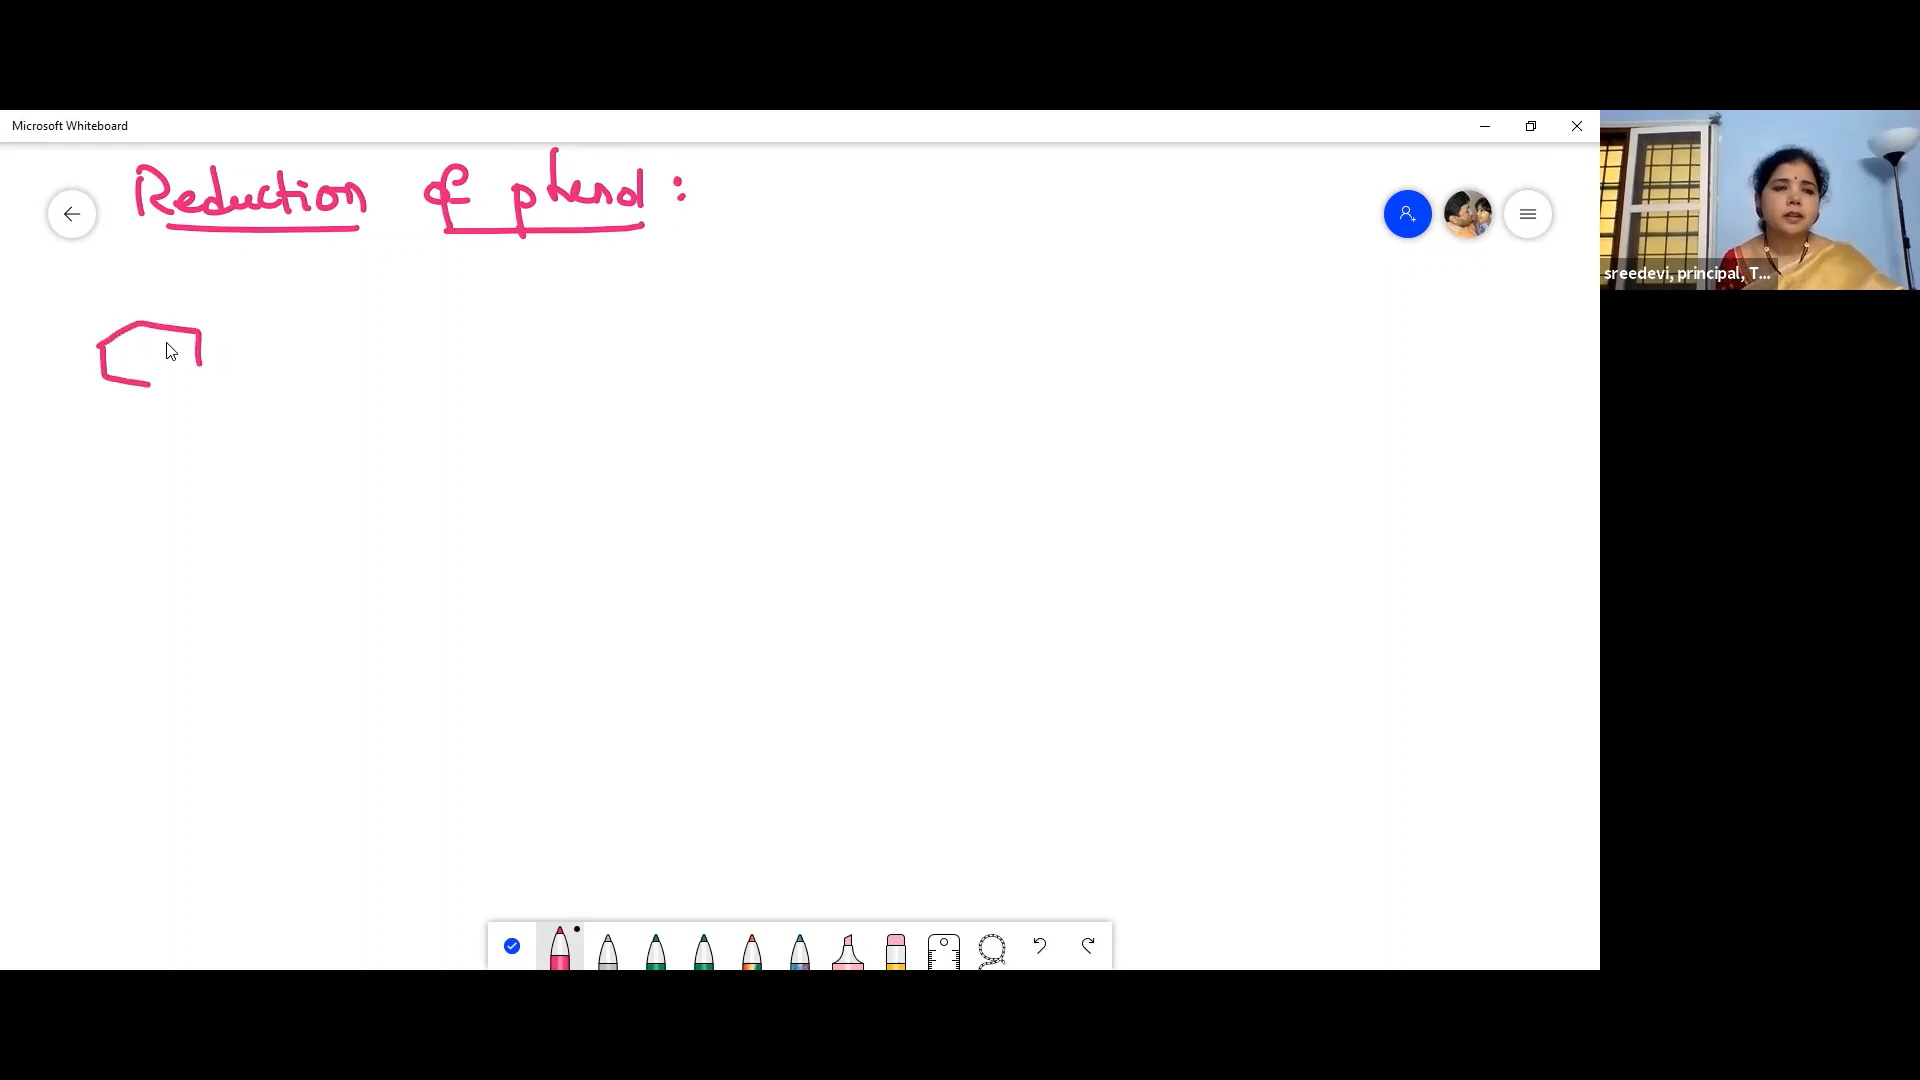 Microsoft Whiteboard
Reduction of phenol :
sreedevi, principal, T...